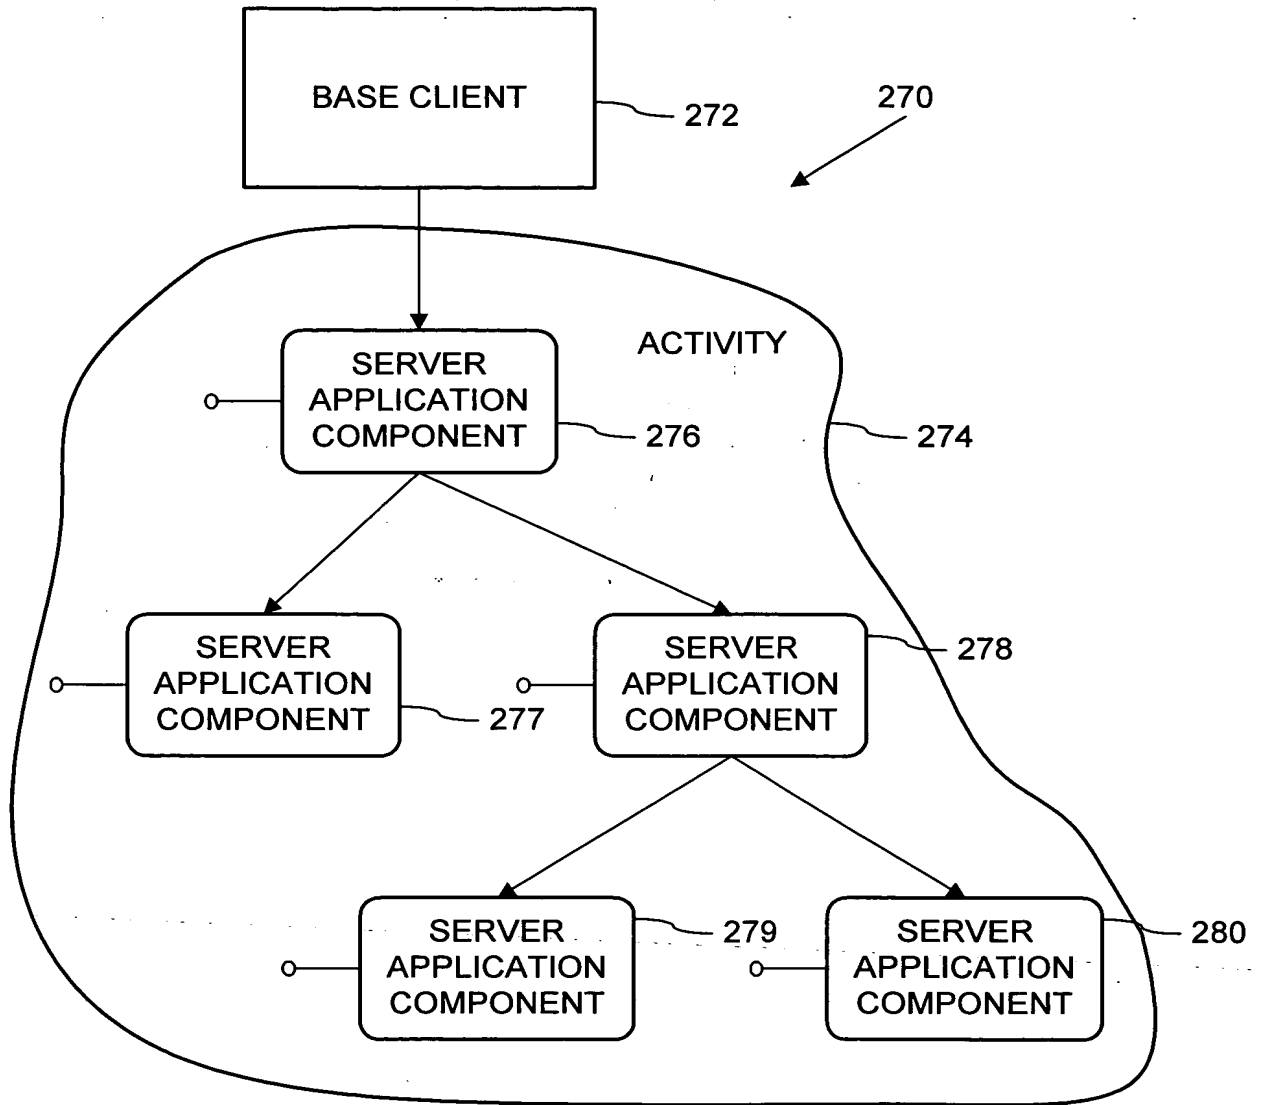 BASE CLIENT
272
270
ACTIVITY
SERVER
APPLICATION
COMPONENT
276
274
SERVER
APPLICATION
COMPONENT
277
SERVER
APPLICATION
COMPONENT
278
SERVER
APPLICATION
COMPONENT
279
SERVER
APPLICATION
COMPONENT
280